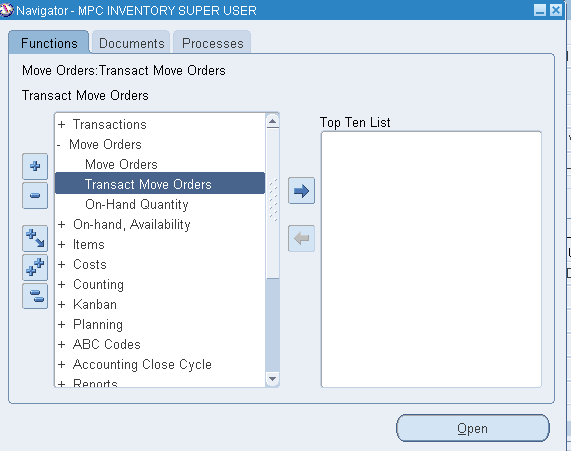 Navigator - MPC INVENTORY SUPER USER
Functions Documents Processes
Move Orders:Transact Move Orders
Transact Move Orders
Top Ten List
+ Transactions
- Move Orders
Move Orders
Transact Move Orders
On-Hand Quantity
+ On-hand, Availability
+ Items
+ Costs
+ Counting
+ Kanban
+ Planning
+ ABC Codes
+ Accounting Close Cycle
+ Reports
Open